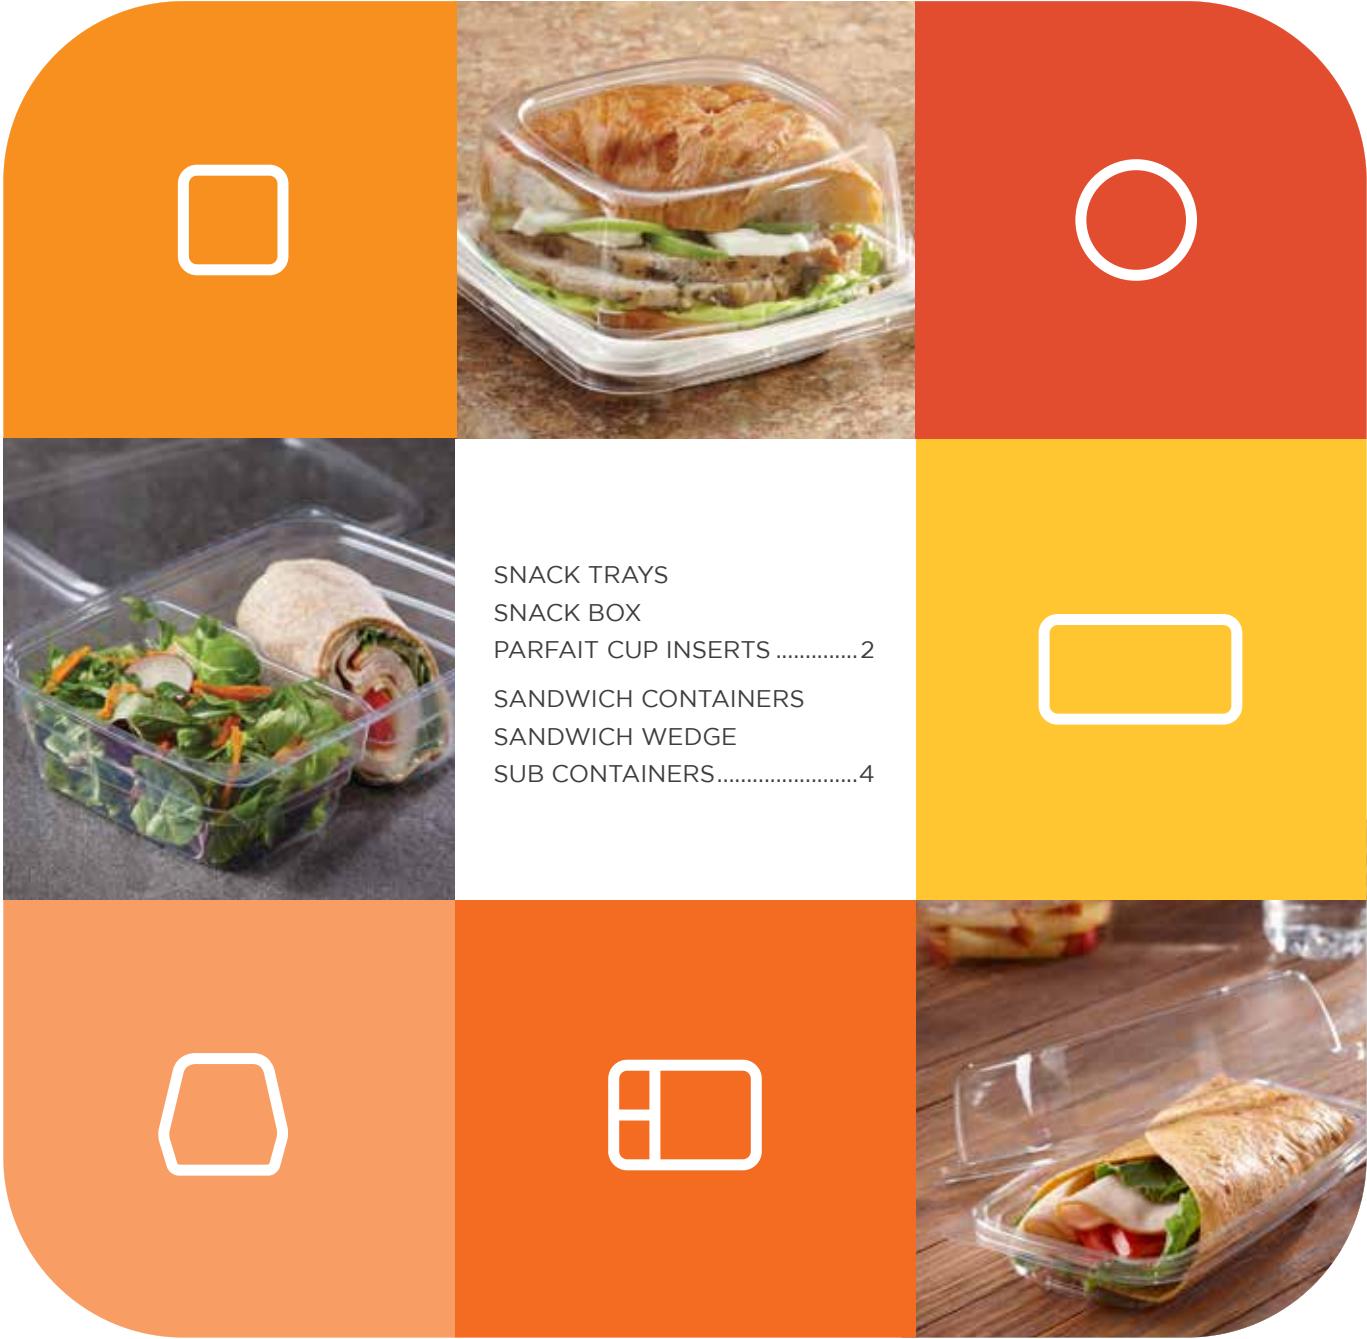 SNACK TRAYS
SNACK BOX
PARFAIT CUP INSERTS ..............2
SANDWICH CONTAINERS
SANDWICH WEDGE
SUB CONTAINERS........................4